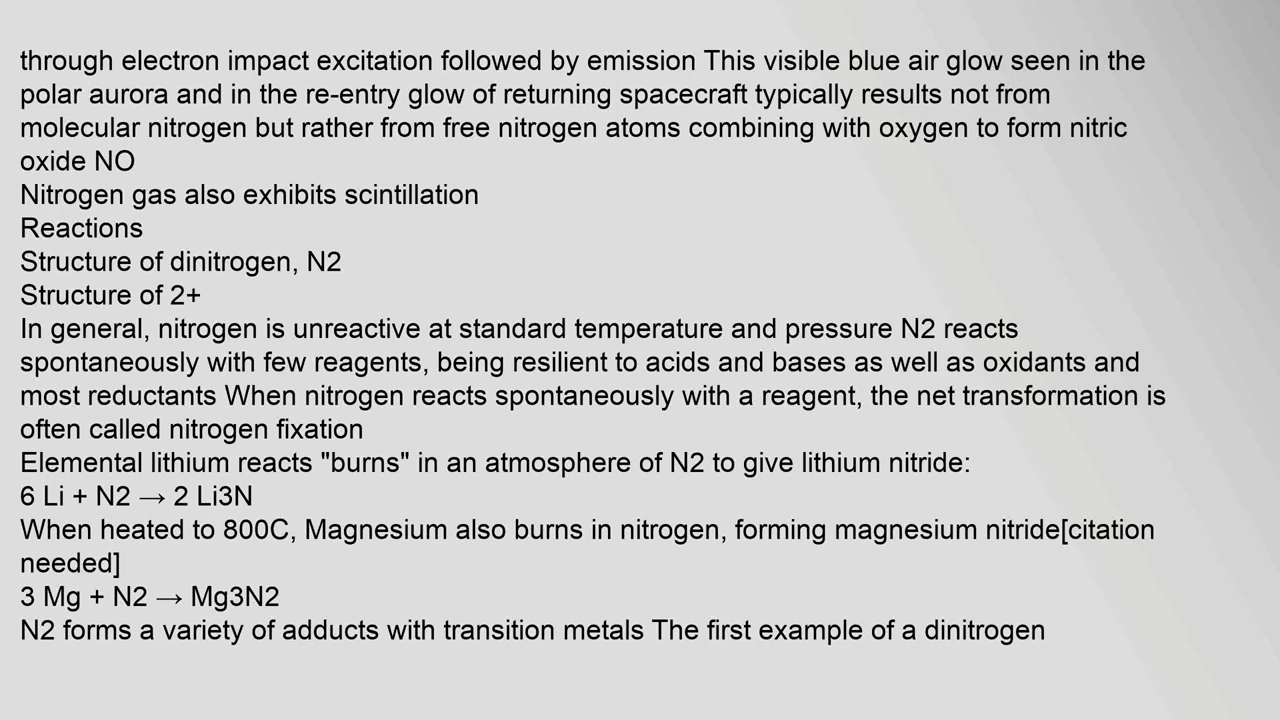 through electron impact excitation followed by emission This visible blue air glow seen in the
polar aurora and in the re-entry glow of returning spacecraft typically results not from
molecular nitrogen but rather from free nitrogen atoms combining with oxygen to form nitric
oxide NO
Nitrogen gas also exhibits scintillation
Reactions
Structure of dinitrogen, N2
Structure of 2+
In general, nitrogen is unreactive at standard temperature and pressure N2 reacts
spontaneously with few reagents, being resilient to acids and bases as well as oxidants and
most reductants When nitrogen reacts spontaneously with a reagent, the net transformation is
often called nitrogen fixation
Elemental lithium reacts "burns" in an atmosphere of N2 to give lithium nitride:
6 Li + N2 → 2 Li3N
When heated to 800C, Magnesium also burns in nitrogen, forming magnesium nitride[citation
needed]
3 Mg + N2 → Mg3N2
N2 forms a variety of adducts with transition metals The first example of a dinitrogen